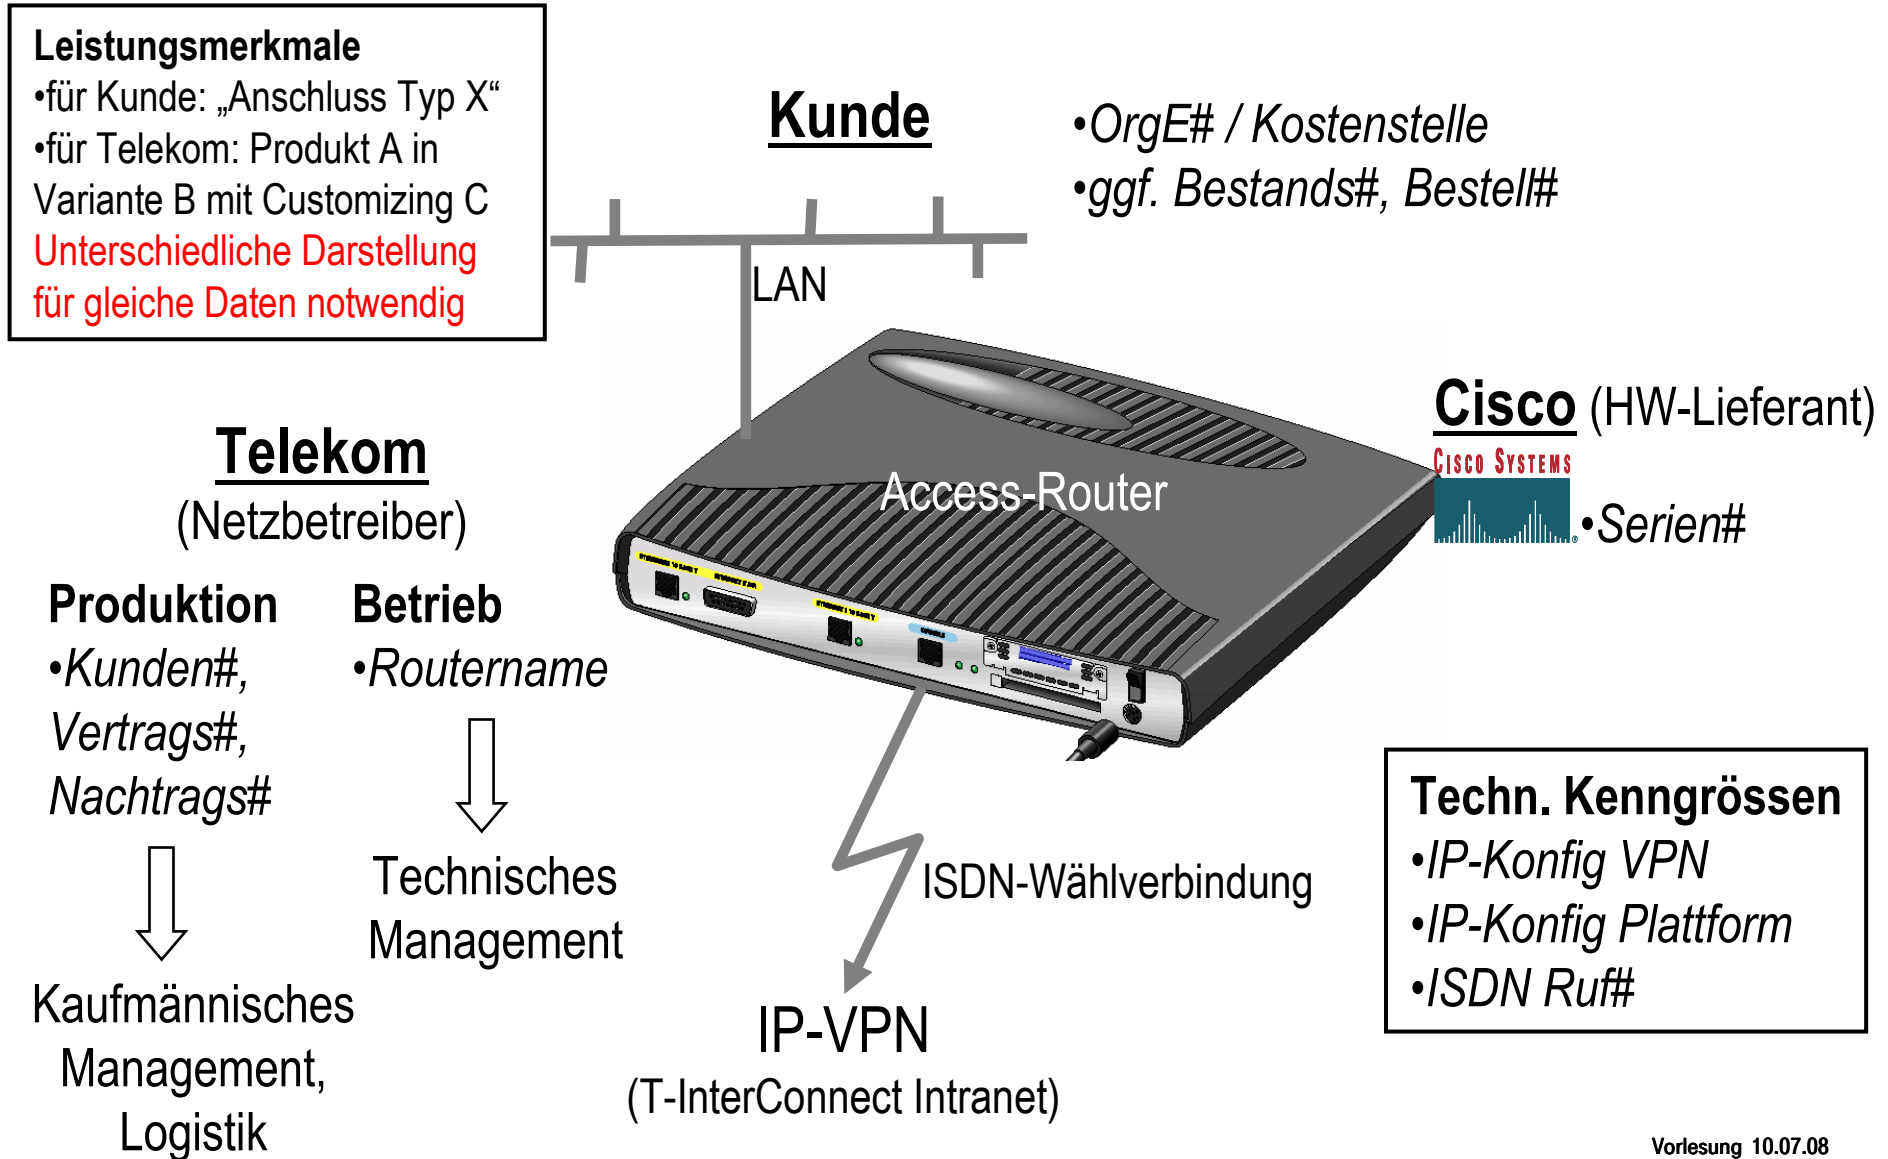 Leistungsmerkmale
•für Kunde: „Anschluss Typ X“
•für Telekom: Produkt A in
Variante B mit Customizing C
Unterschiedliche Darstellung
für gleiche Daten notwendig
Kunde
•OrgE# / Kostenstelle
•ggf. Bestands#, Bestell#
LAN
Cisco (HW-Lieferant)
CISCO SYSTEMS
•Serien#
Access-Router
Telekom
(Netzbetreiber)
Produktion
•Kunden#,
Vertrags#,
Nachtrags#
Kaufmännisches
Management,
Logistik
Betrieb
•Routername
Technisches
Management
ISDN-Wählverbindung
IP-VPN
(T-InterConnect Intranet)
Techn. Kenngrössen
•IP-Konfig VPN
•IP-Konfig Plattform
•ISDN Ruf#
Vorlesung 10.07.08